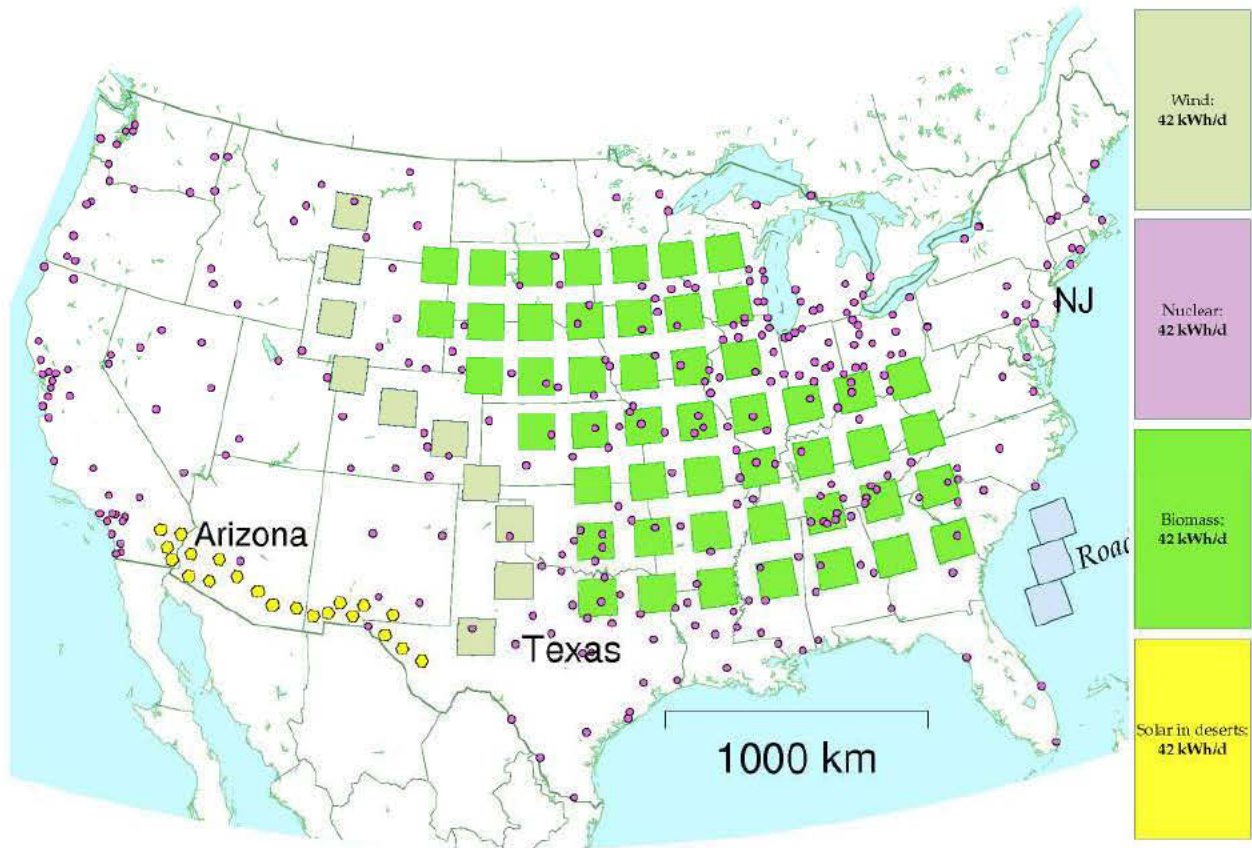 Wind:
42 kWh/d
Nuclear:
42 kWh/d
NJ
Arizona
Biomass:
42 kWh/d
Road
Texas
Solar in deserts:
42 kWh/d
1000 km